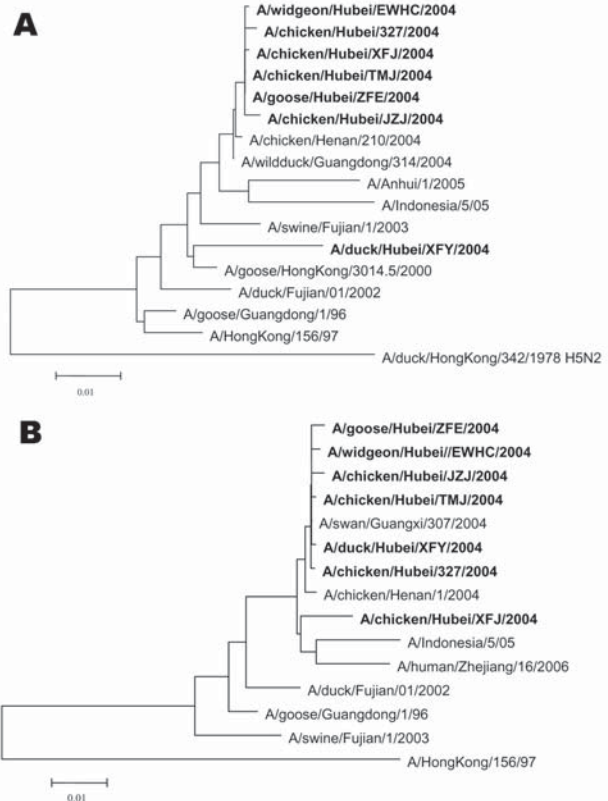 A
A/widgeon/Hubei/EWHC/2004
A/chicken/Hubei/327/2004
A/chicken/Hubei/XFJ/2004
A/chicken/Hubei/TMJ/2004
A/goose/Hubei/ZFE/2004
A/chicken/Hubei/JZJ/2004
A/chicken/Henan/210/2004
A/wildduck/Guangdong/314/2004
A/Anhui/1/2005
A/Indonesia/5/05
A/swine/Fujian/1/2003
A/duck/Hubei/XFY/2004
A/goose/HongKong/3014.5/2000
A/duck/Fujian/01/2002
A/goose/Guangdong/1/96
A/HongKong/156/97
A/duck/HongKong/342/1978 H5N2
0.01
B
A/goose/Hubei/ZFE/2004
A/widgeon/Hubei//EWHC/2004
A/chicken/Hubei/JZJ/2004
A/chicken/Hubei/TMJ/2004
A/swan/Guangxi/307/2004
A/duck/Hubei/XFY/2004
A/chicken/Hubei/327/2004
A/chicken/Henan/1/2004
A/chicken/Hubei/XFJ/2004
A/Indonesia/5/05
A/human/Zhejiang/16/2006
A/duck/Fujian/01/2002
A/goose/Guangdong/1/96
A/swine/Fujian/1/2003
A/HongKong/156/97
0.01